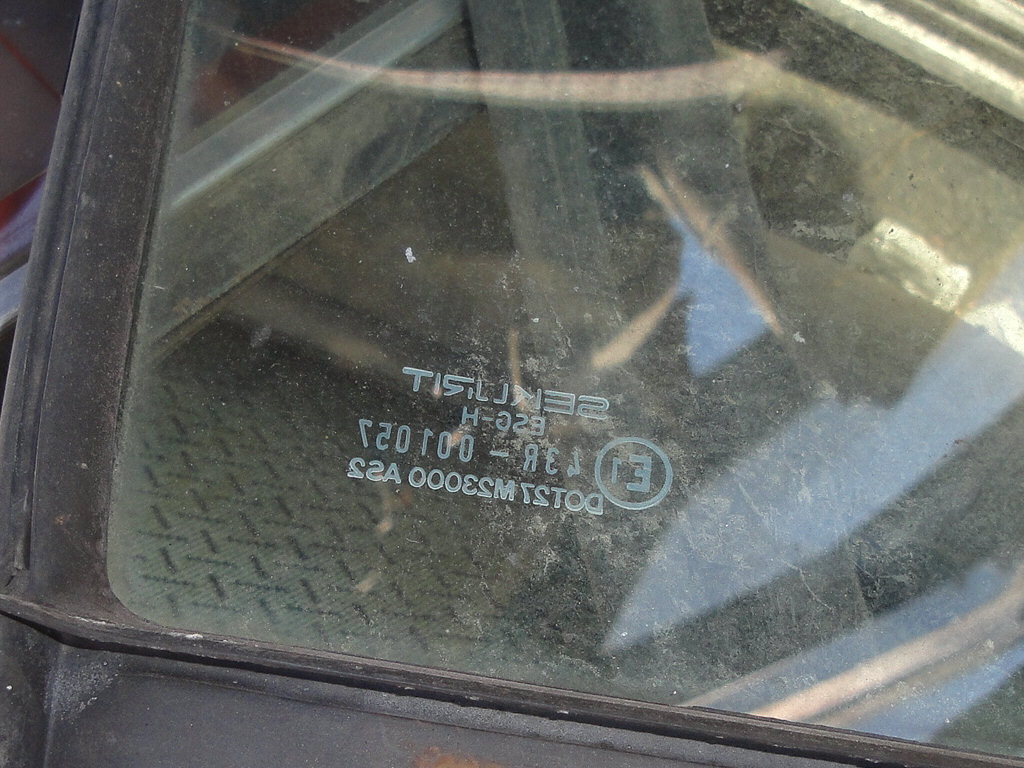 SEKURIT
ESG-H
E1 43R - 001057
DOT27 M23000 AS2